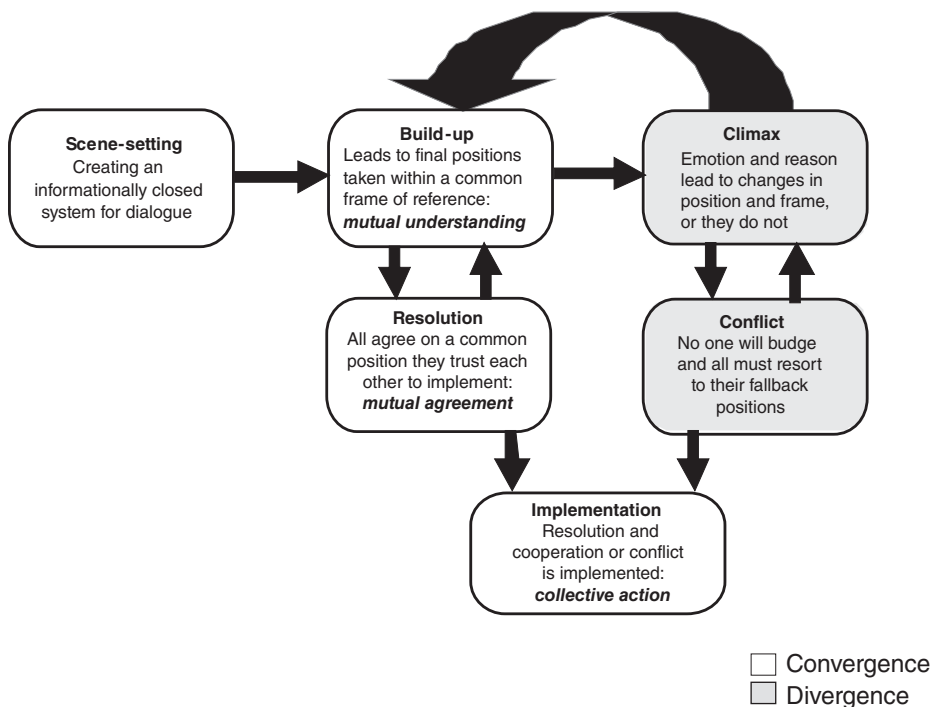 Scene-setting
Creating an
informationally closed
system for dialogue
Build-up
Leads to final positions
taken within a common
frame of reference:
mutual understanding
Climax
Emotion and reason
lead to changes in
position and frame,
or they do not
Resolution
All agree on a common
position they trust each
other to implement:
mutual agreement
Conflict
No one will budge
and all must resort
to their fallback
positions
Implementation
Resolution and
cooperation or conflict
is implemented:
collective action
Convergence
Divergence